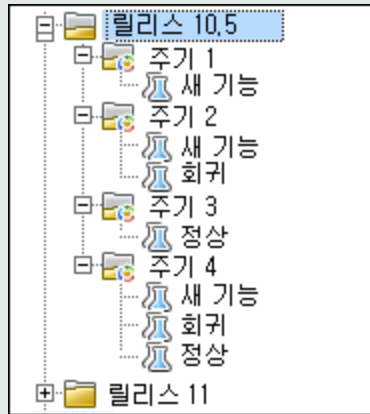 릴리스 10,5
주기 1
새 기능
주기 2
새 기능
회귀
주기 3
정상
주기 4
새 기능
회귀
정상
릴리스 11